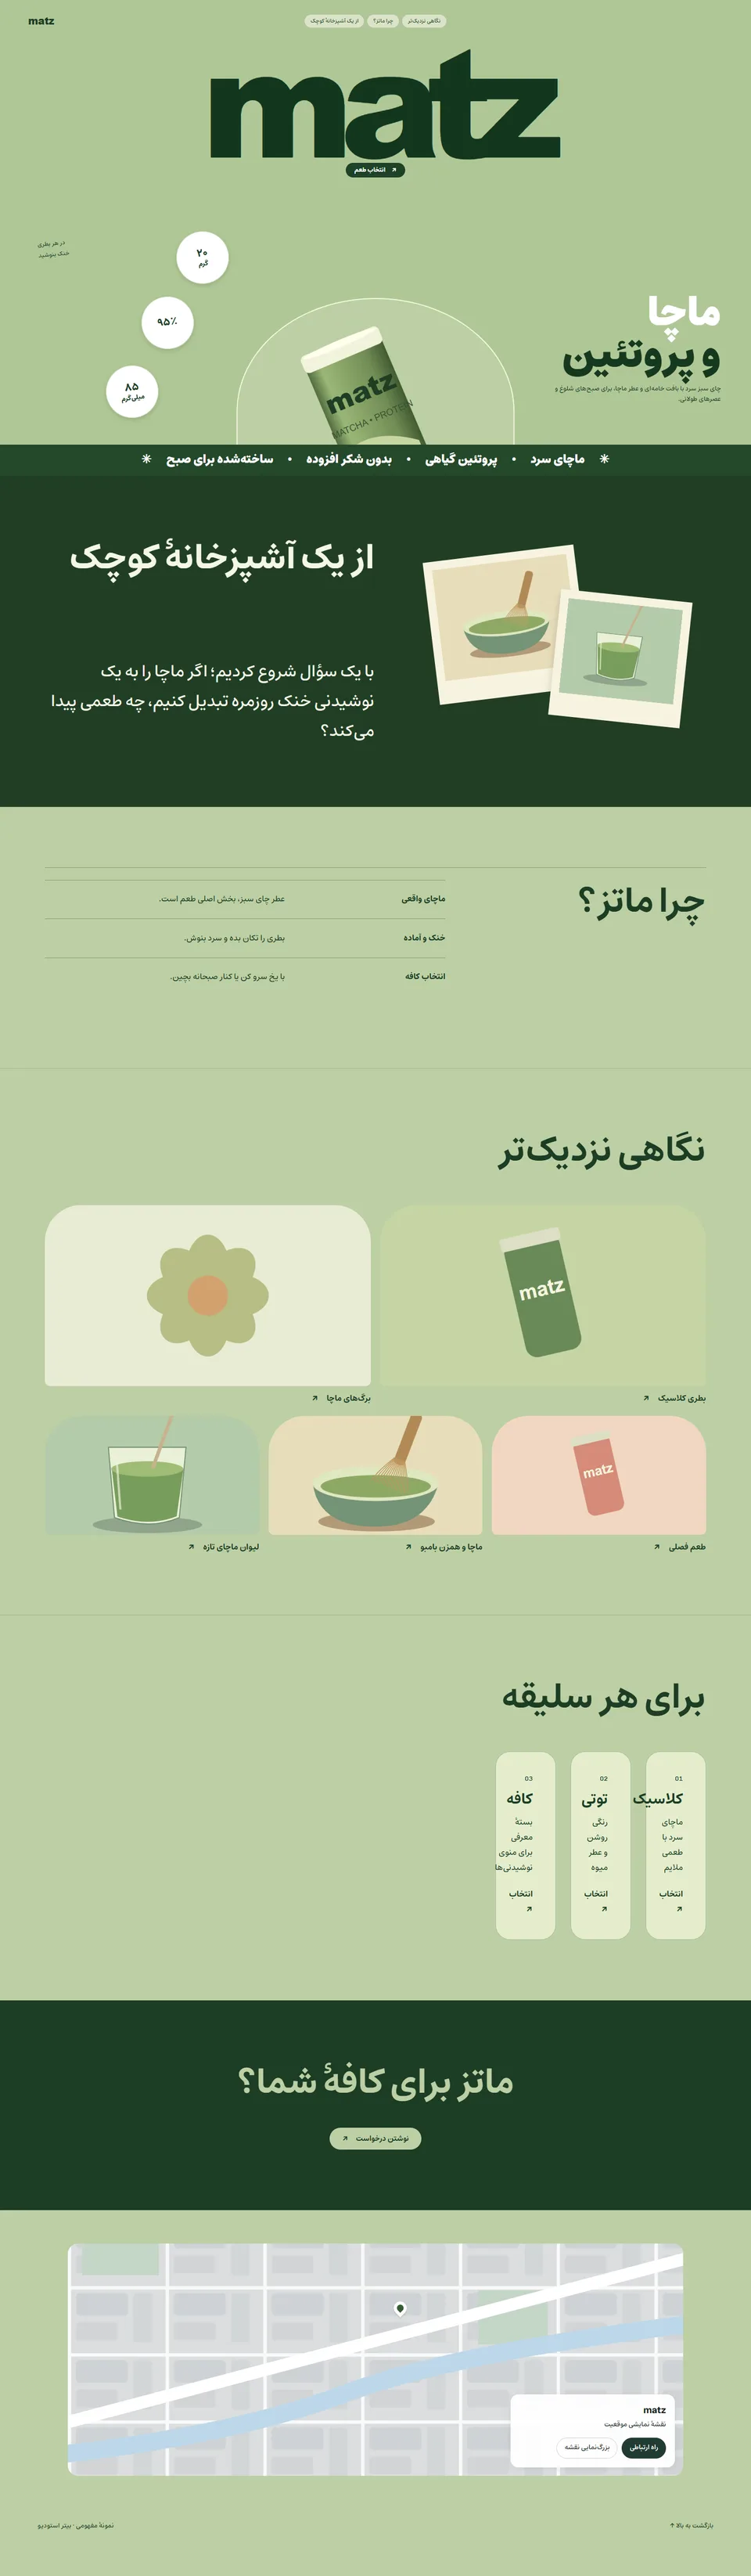 matz
نگاهی نزدیک‌تر
چرا ماتز؟
از یک آشپزخانهٔ کوچک
matz
انتخاب طعم ↗
در هر بطری
خنک بنوشید
۲۰
گرم
۹۵٪
۸۵
میلی‌گرم
ماچا
و پروتئین
چای سبز سرد با بافت خامه‌ای و عطر ماچا، برای صبح‌های شلوغ و
عصرهای طولانی.
matz
MATCHA • PROTEIN
✳ ماچای سرد • پروتئین گیاهی • بدون شکر افزوده • ساخته‌شده برای صبح ✳
از یک آشپزخانهٔ کوچک
با یک سؤال شروع کردیم؛ اگر ماچا را به یک
نوشیدنی خنک روزمره تبدیل کنیم، چه طعمی پیدا
می‌کند؟
چرا ماتز؟
ماچای واقعی
عطر چای سبز، بخش اصلی طعم است.
خنک و آماده
بطری را تکان بده و سرد بنوش.
انتخاب کافه
با یخ سرو کن یا کنار صبحانه بچین.
نگاهی نزدیک‌تر
matz
بطری کلاسیک ↗
برگ‌های ماچا ↗
matz
طعم فصلی ↗
ماچا و همزن بامبو ↗
لیوان ماچای تازه ↗
برای هر سلیقه
01
کلاسیک
ماچای
سرد با
طعمی
ملایم
انتخاب
↗
02
توتی
رنگی
روشن
و عطر
میوه
انتخاب
↗
03
کافه
بستهٔ
معرفی
برای منوی
نوشیدنی‌ها
انتخاب
↗
ماتز برای کافهٔ شما؟
نوشتن درخواست ↗
matz
نقشهٔ نمایشی موقعیت
راه ارتباطی
بزرگ‌نمایی نقشه
بازگشت به بالا ↑
نمونهٔ مفهومی · بیتر استودیو